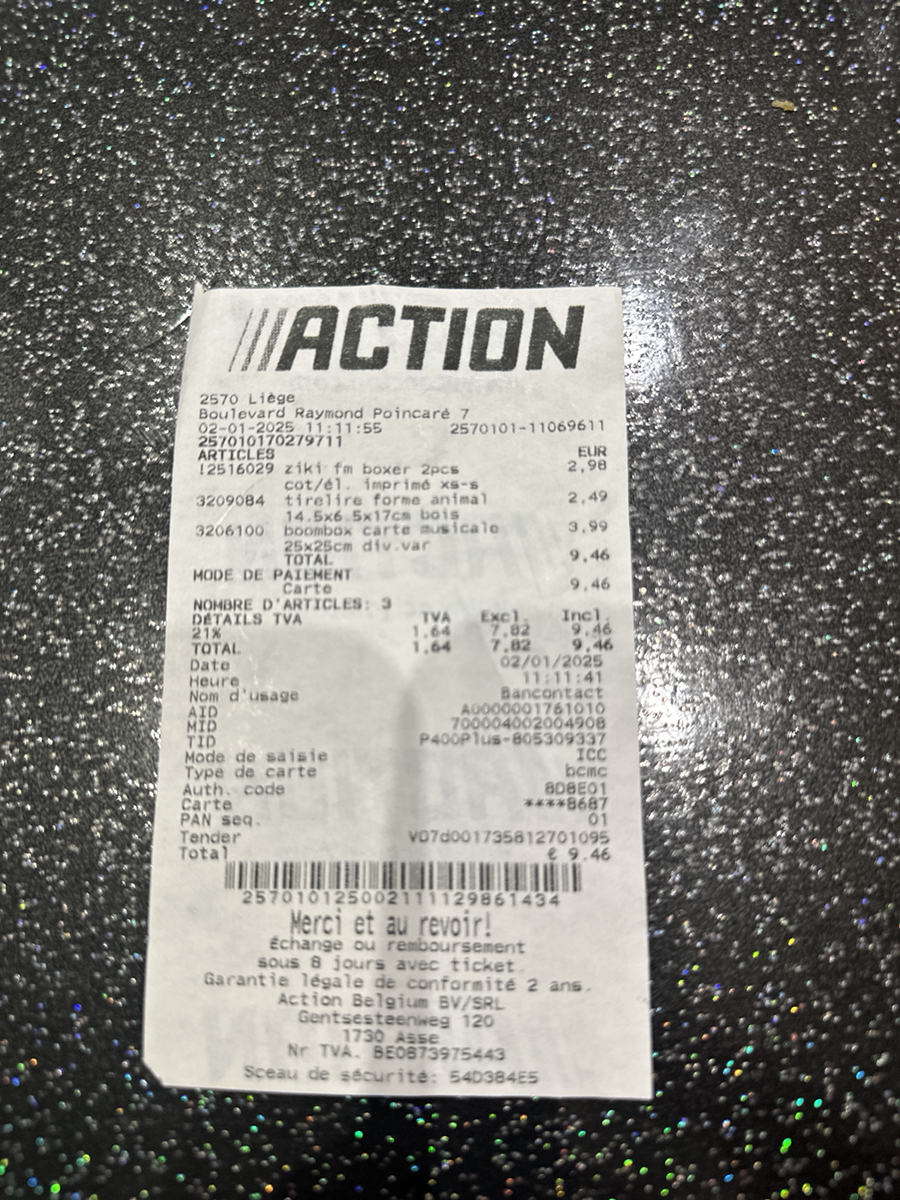 ACTION
2570 Liège
Boulevard Raymond Poincaré 7
02-01-2025 11:11:55 2570101-11069611
257010170279711
ARTICLES EUR
!2516029 ziki fm boxer 2pcs 2,98
cot/él. imprimé xs-s
3209084 tirelire forme animal 2,49
14.5x6.5x17cm bois
3206100 boombox carte musicale 3,99
25x25cm div.var
TOTAL 9,46
MODE DE PAIEMENT
Carte 9,46
NOMBRE D'ARTICLES: 3
DÉTAILS TVA TVA Excl. Incl.
21% 1,64 7,82 9,46
TOTAL 1,64 7,82 9,46
Date 02/01/2025
Heure 11:11:41
Nom d'usage Bancontact
AID A0000001761010
MID 700004002004908
TID P400Plus-805309337
Mode de saisie ICC
Type de carte bcmc
Auth. code 8D8E01
Carte ****8687
PAN seq. 01
Tender V07d001735812701095
Total € 9.46
2570101250021111129861434
Merci et au revoir!
Échange ou remboursement
sous 8 jours avec ticket.
Garantie légale de conformité 2 ans.
Action Belgium BV/SRL
Gentsesteenweg 120
1730 Asse
Nr TVA. BE0873975443
Sceau de sécurité: 54D384E5